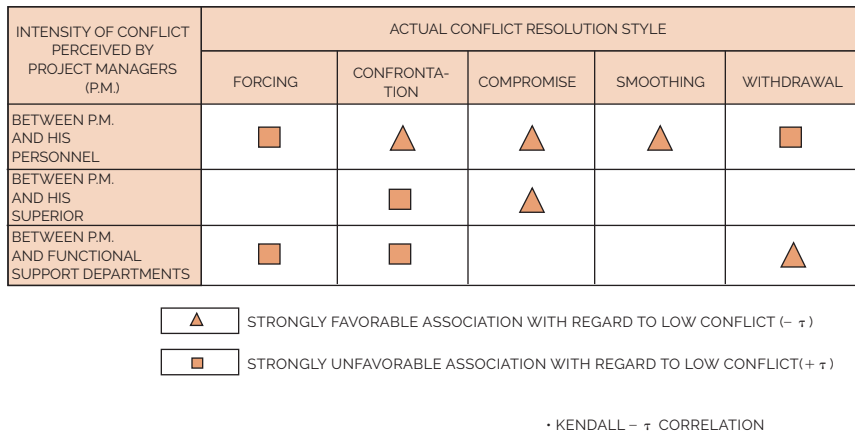 INTENSITY OF CONFLICT
PERCEIVED BY
PROJECT MANAGERS
(P.M.)
ACTUAL CONFLICT RESOLUTION STYLE
FORCING
CONFRONTA-
TION
COMPROMISE
SMOOTHING
WITHDRAWAL
BETWEEN P.M.
AND HIS
PERSONNEL
BETWEEN P.M.
AND HIS
SUPERIOR
BETWEEN P.M.
AND FUNCTIONAL
SUPPORT DEPARTMENTS
STRONGLY FAVORABLE ASSOCIATION WITH REGARD TO LOW CONFLICT (– τ)
STRONGLY UNFAVORABLE ASSOCIATION WITH REGARD TO LOW CONFLICT(+ τ)
• KENDALL – τ CORRELATION